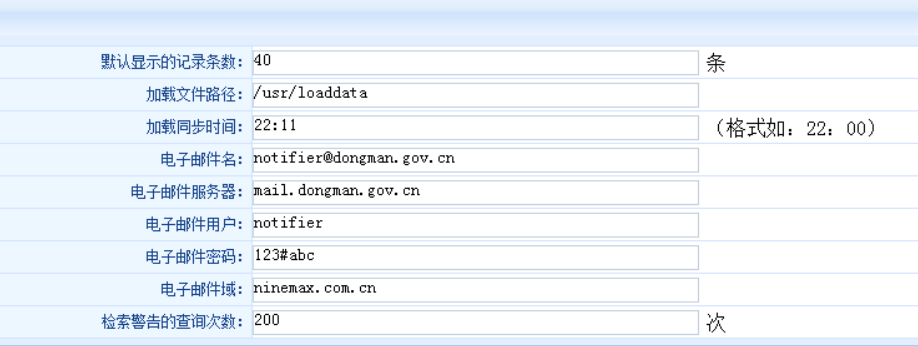 默认显示的记录条数：40 条
加载文件路径：/usr/loaddata
加载同步时间：22:11 （格式如：22：00）
电子邮件名：notifier@dongman.gov.cn
电子邮件服务器：mail.dongman.gov.cn
电子邮件用户：notifier
电子邮件密码：123#abc
电子邮件域：ninemax.com.cn
检索警告的查询次数：200 次